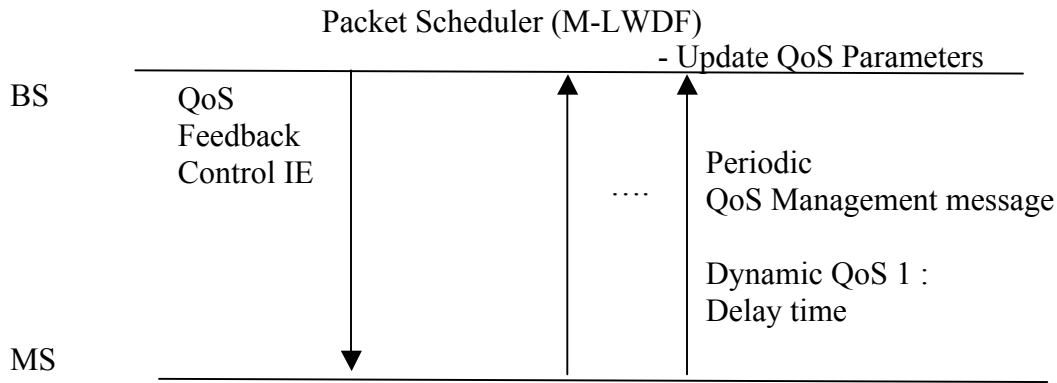 Packet Scheduler (M-LWDF)
- Update QoS Parameters
BS
QoS
Feedback
Control IE
....
Periodic
QoS Management message
Dynamic QoS 1 :
Delay time
MS